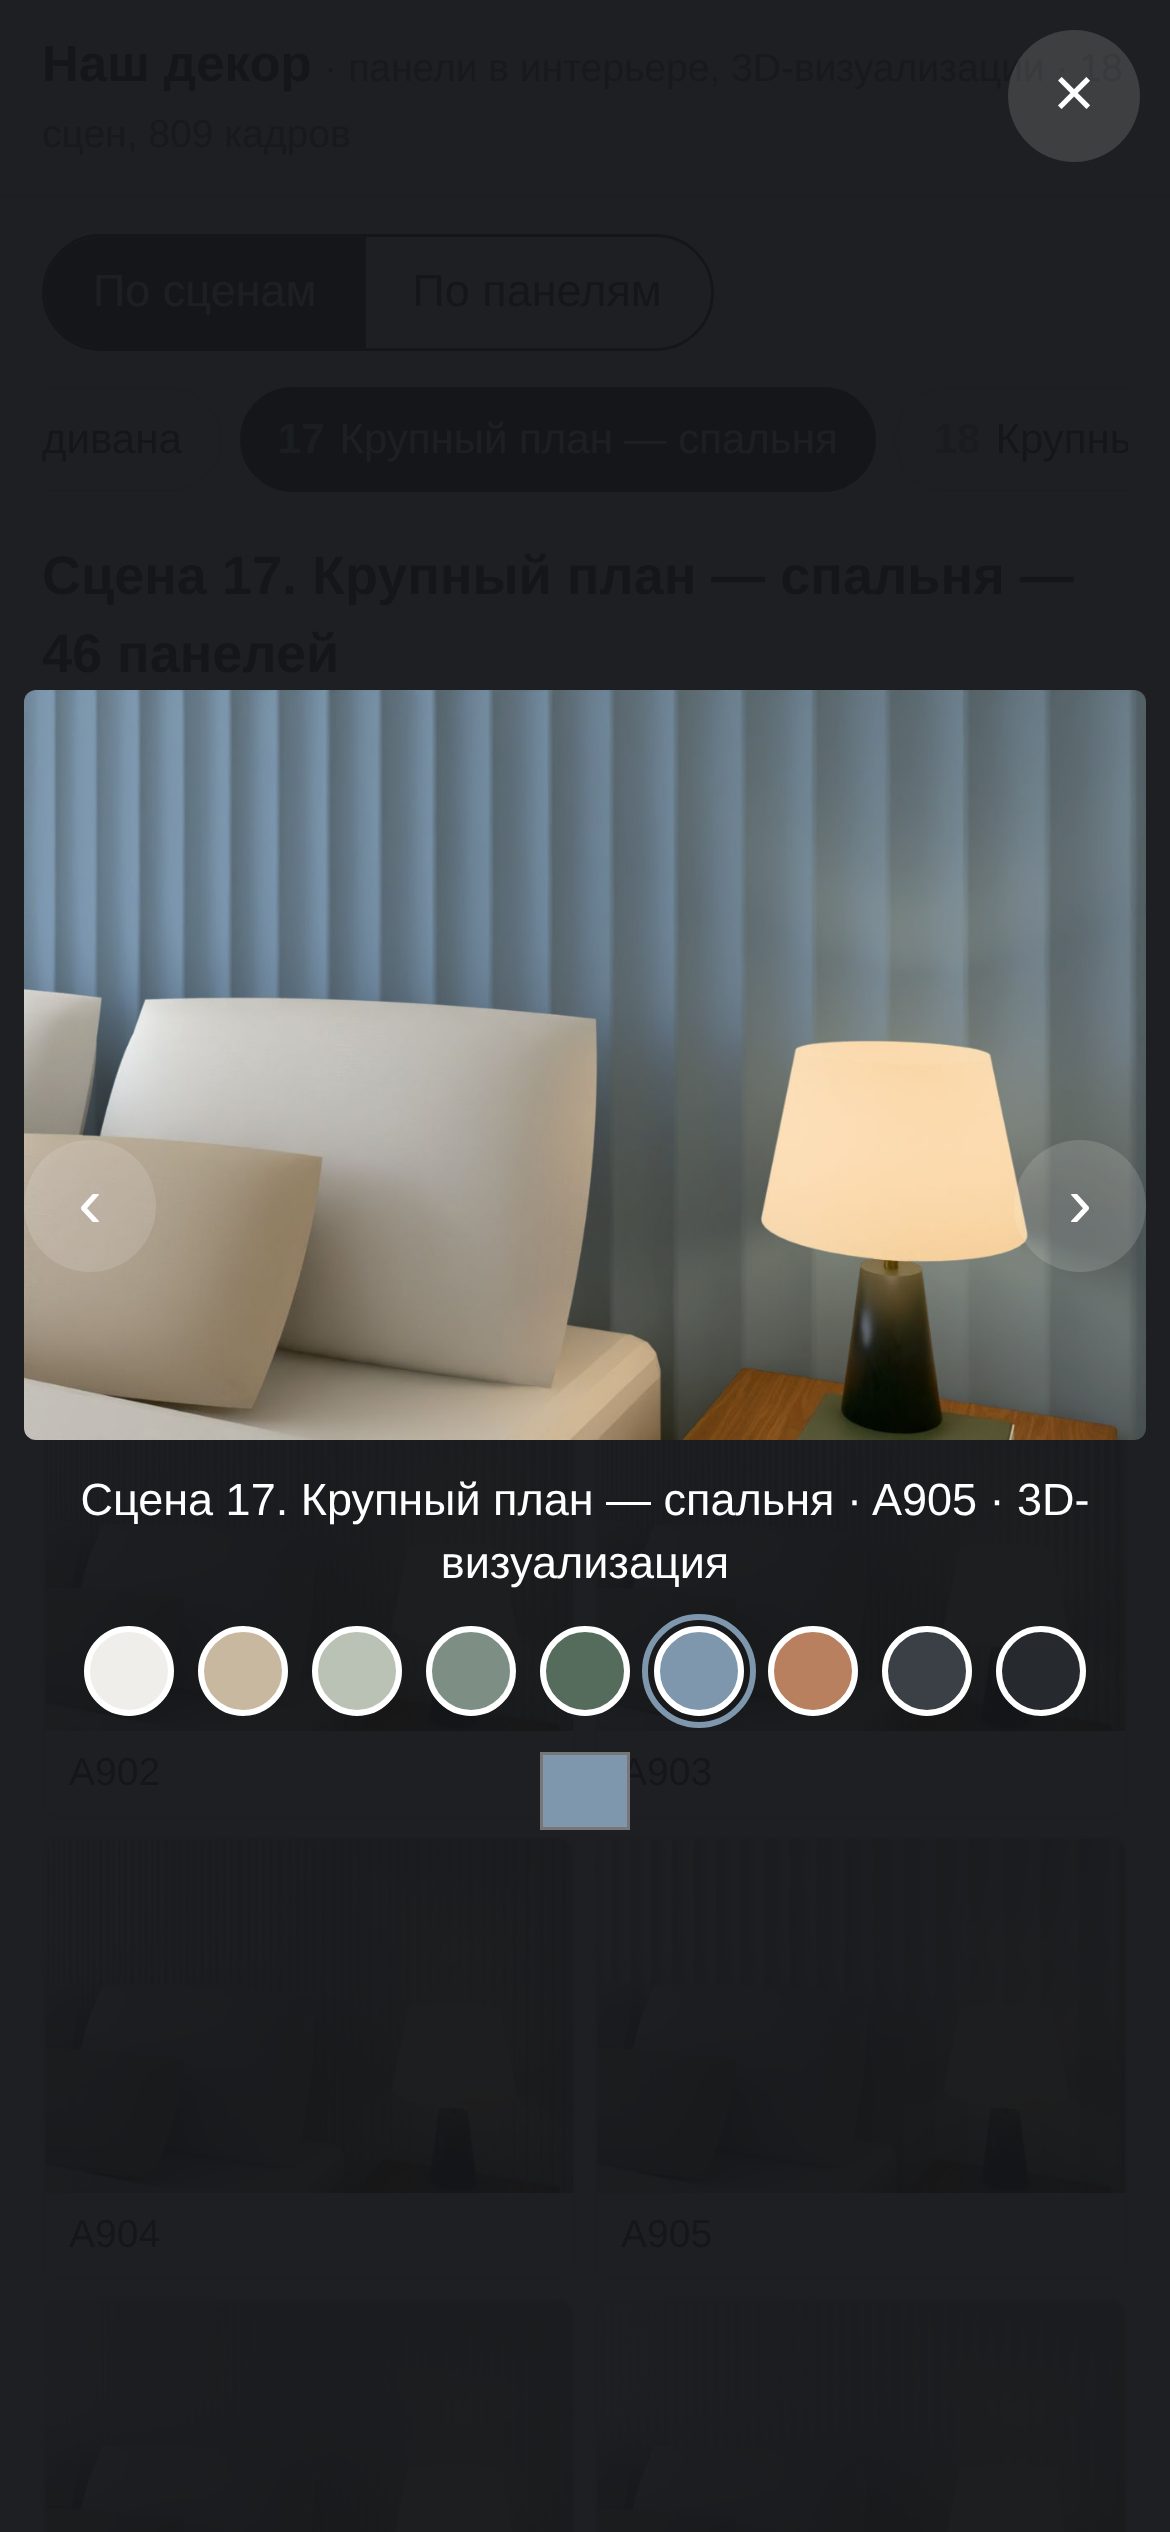 Наш декор · панели в интерьере, 3D-визуализации · 18
сцен, 809 кадров
×
По сценам По панелям
дивана 17 Крупный план — спальня 18 Крупнь
Сцена 17. Крупный план — спальня —
46 панелей
‹ ›
Сцена 17. Крупный план — спальня · A905 · 3D-
визуализация
A902 A903
A904 A905